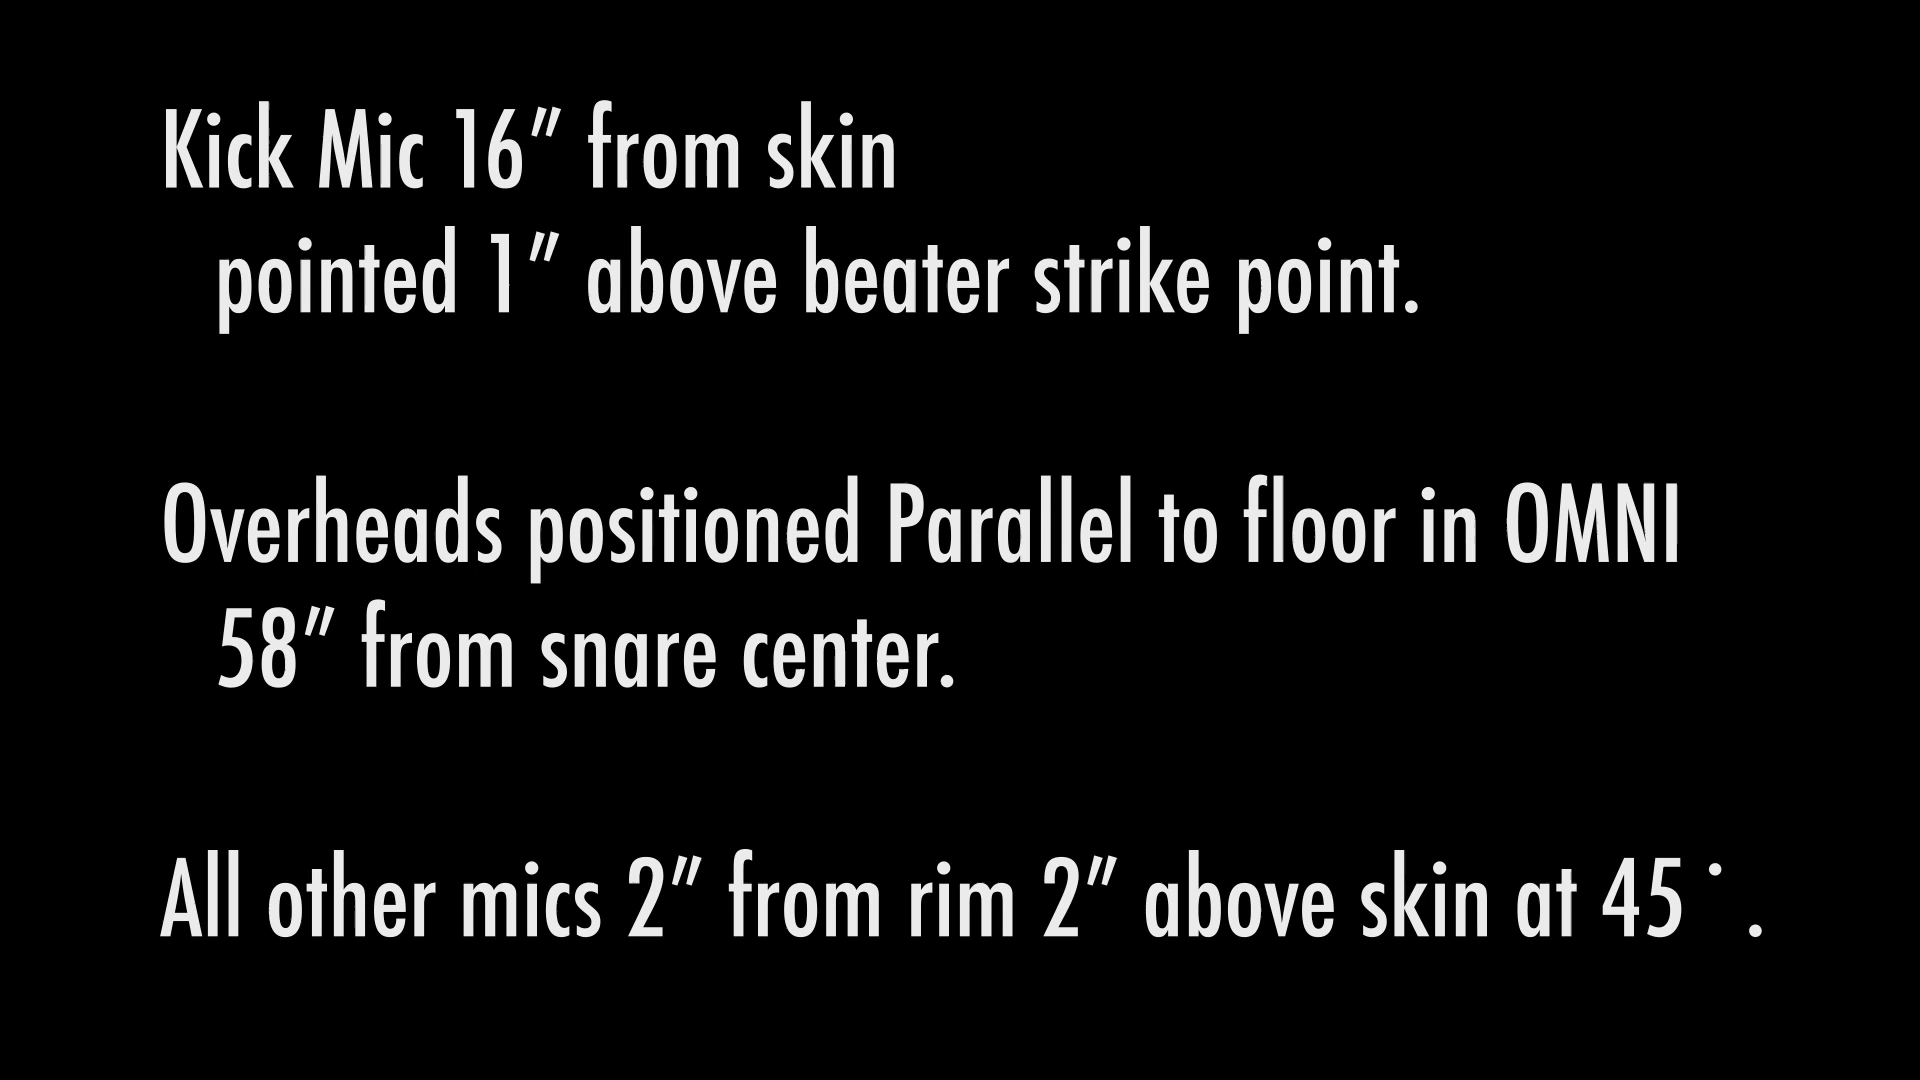 Kick Mic 16” from skin
pointed 1” above beater strike point.
Overheads positioned Parallel to floor in OMNI
58” from snare center.
All other mics 2” from rim 2” above skin at 45 ˙ .